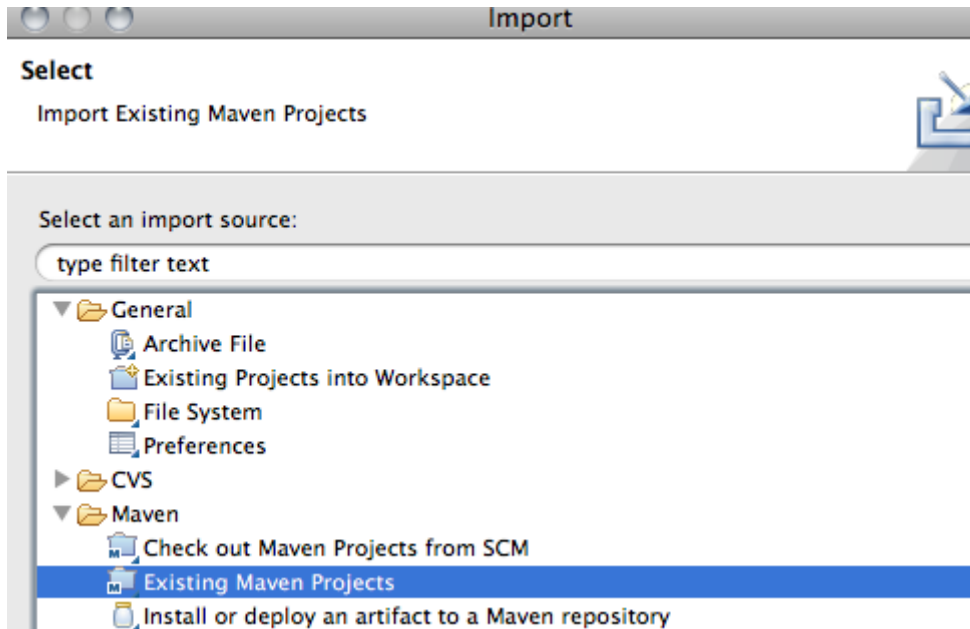 Import
Select
Import Existing Maven Projects
Select an import source:
type filter text
General
Archive File
Existing Projects into Workspace
File System
Preferences
CVS
Maven
Check out Maven Projects from SCM
Existing Maven Projects
Install or deploy an artifact to a Maven repository